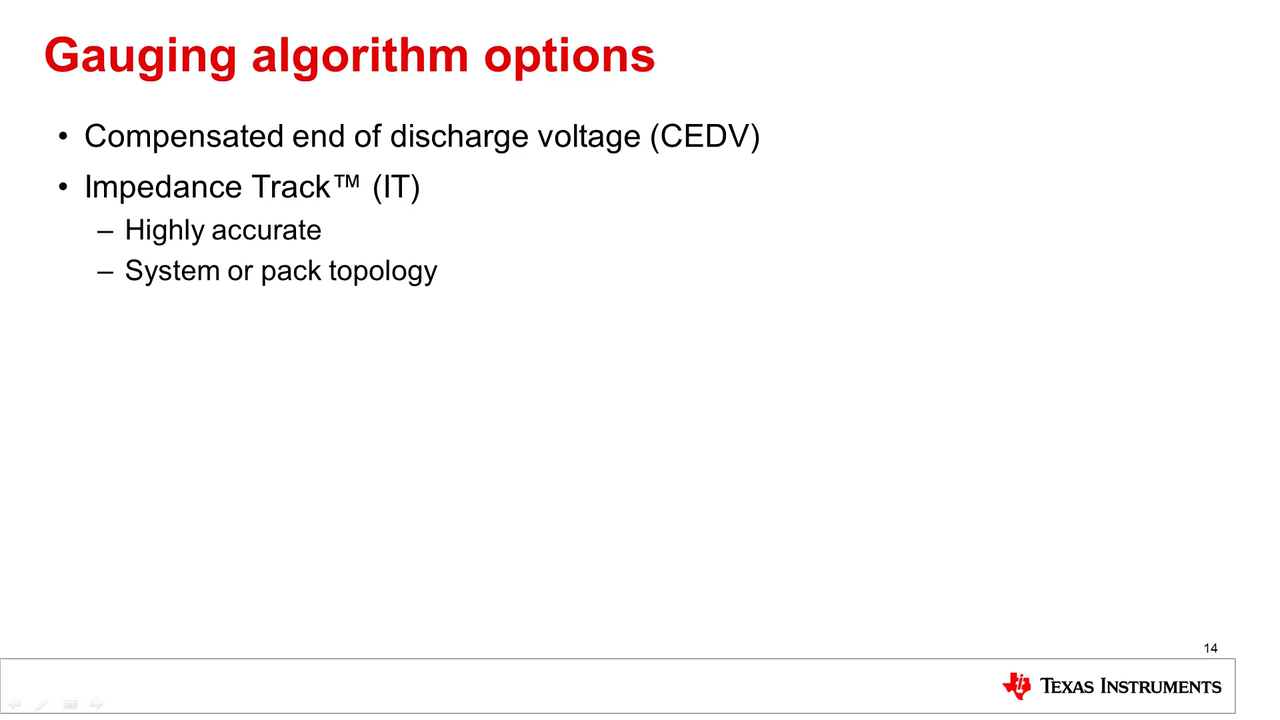 Gauging algorithm options
• Compensated end of discharge voltage (CEDV)
• Impedance Track™ (IT)
– Highly accurate
– System or pack topology
14
TEXAS INSTRUMENTS